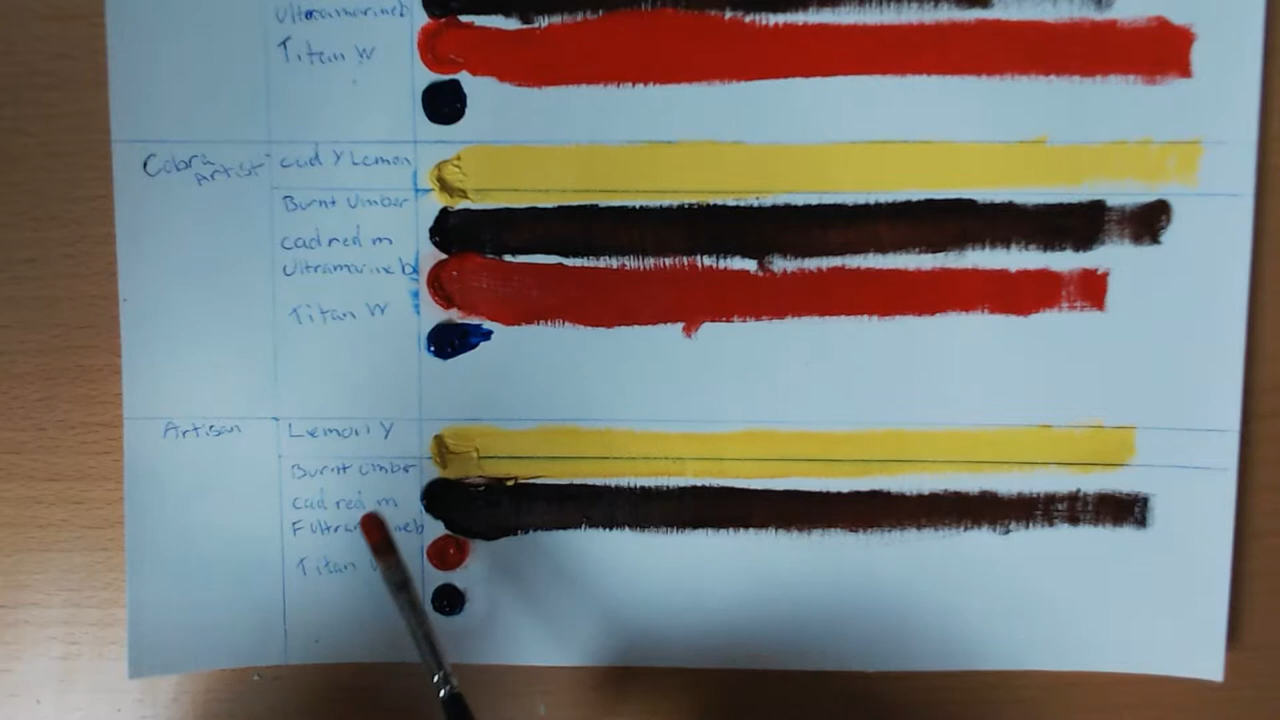 Ultramarine b
Titan W
Cobra
Artist
Cad Y Lemon
Burnt Umber
cad red m
Ultramarine b
Titan W
Artisan
Lemon Y
Burnt Umber
cad red m
Titan